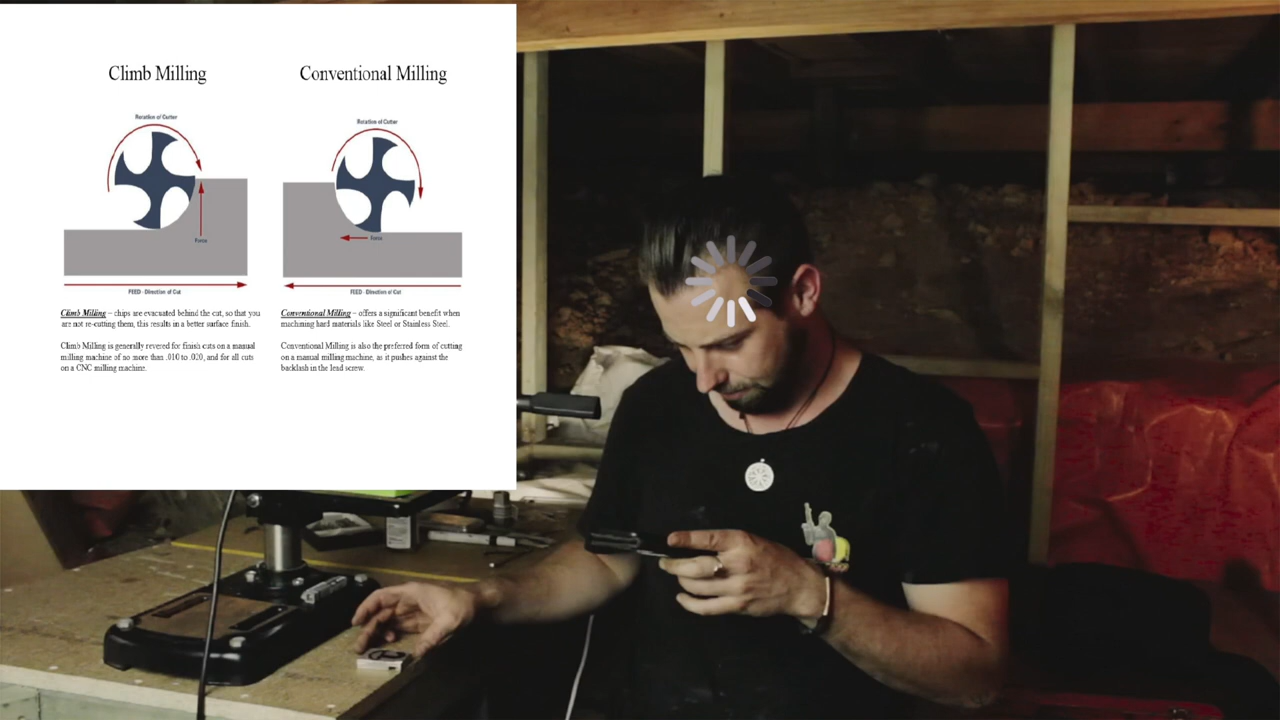 Climb Milling
Conventional Milling
Rotation of Cutter
Rotation of Cutter
Force
Force
FEED - Direction of Cut
FEED - Direction of Cut
Climb Milling – chips are evacuated behind the cut, so that you
are not re-cutting them, this results in a better surface finish.
Climb Milling is generally revered for finish cuts on a manual
milling machine of no more than .010 to .020, and for all cuts
on a CNC milling machine.
Conventional Milling – offers a significant benefit when
machining hard materials like Steel or Stainless Steel.
Conventional Milling is also the preferred form of cutting
on a manual milling machine, as it pushes against the
backlash in the lead screw.